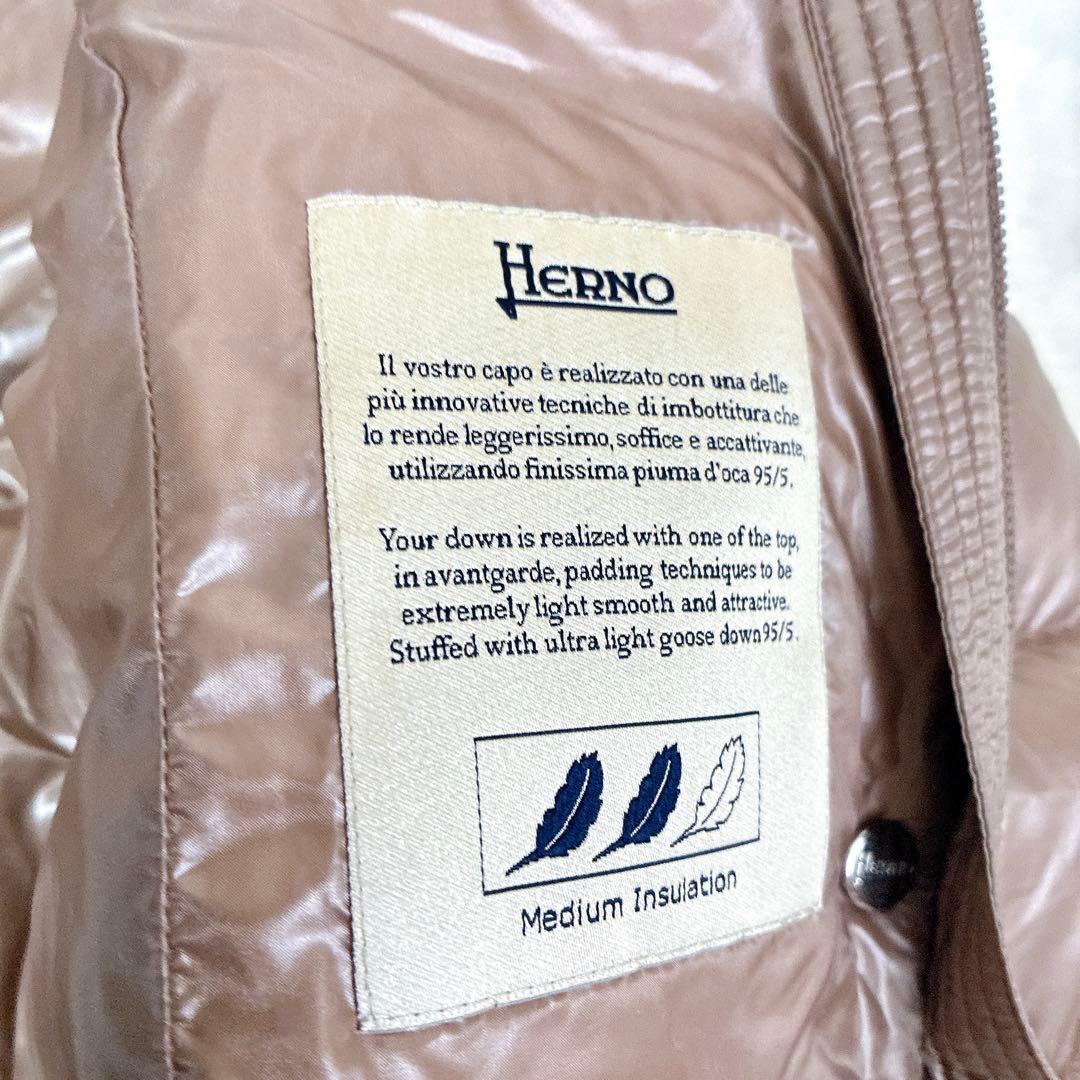 HERNO
Il vostro capo è realizzato con una delle
più innovative tecniche di imbottitura che
lo rende leggerissimo, soffice e accattivante,
utilizzando finissima piuma d'oca 95/5.
Your down is realized with one of the top,
in avantgarde, padding techniques to be
extremely light smooth and attractive.
Stuffed with ultra light goose down 95/5.
Medium Insulation
Herno